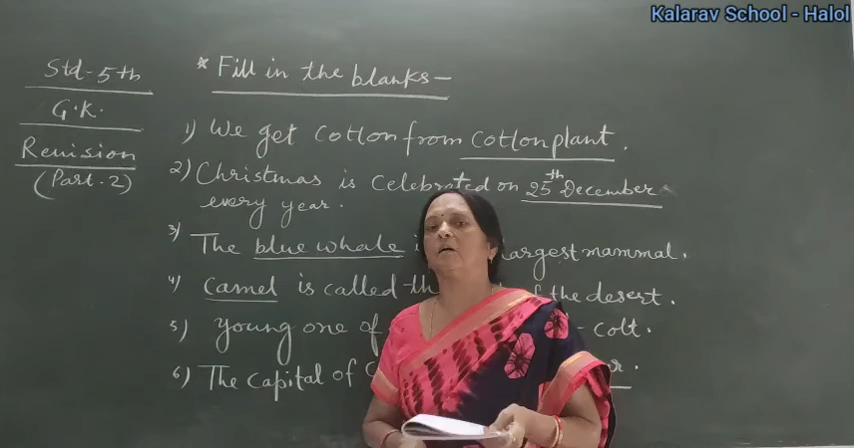 Kalarav School - Halol
Std-5th
G.K.
Revision
(Part.2)
* Fill in the blanks—
1) We get cotton from cotton plant.
2) Christmas is celebrated on 25th December
every year.
3) The blue whale largest mammal.
4) camel is called the desert.
5) young one of - colt.
6) The capital of